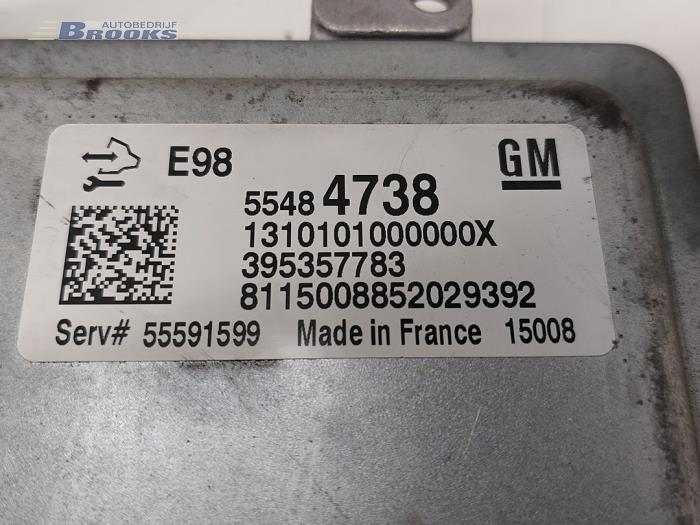 AUTOBEDRIJF
BROOKS
E98
GM
5548 4738
1310101000000X
395357783
8115008852029392
Serv# 55591599 Made in France 15008